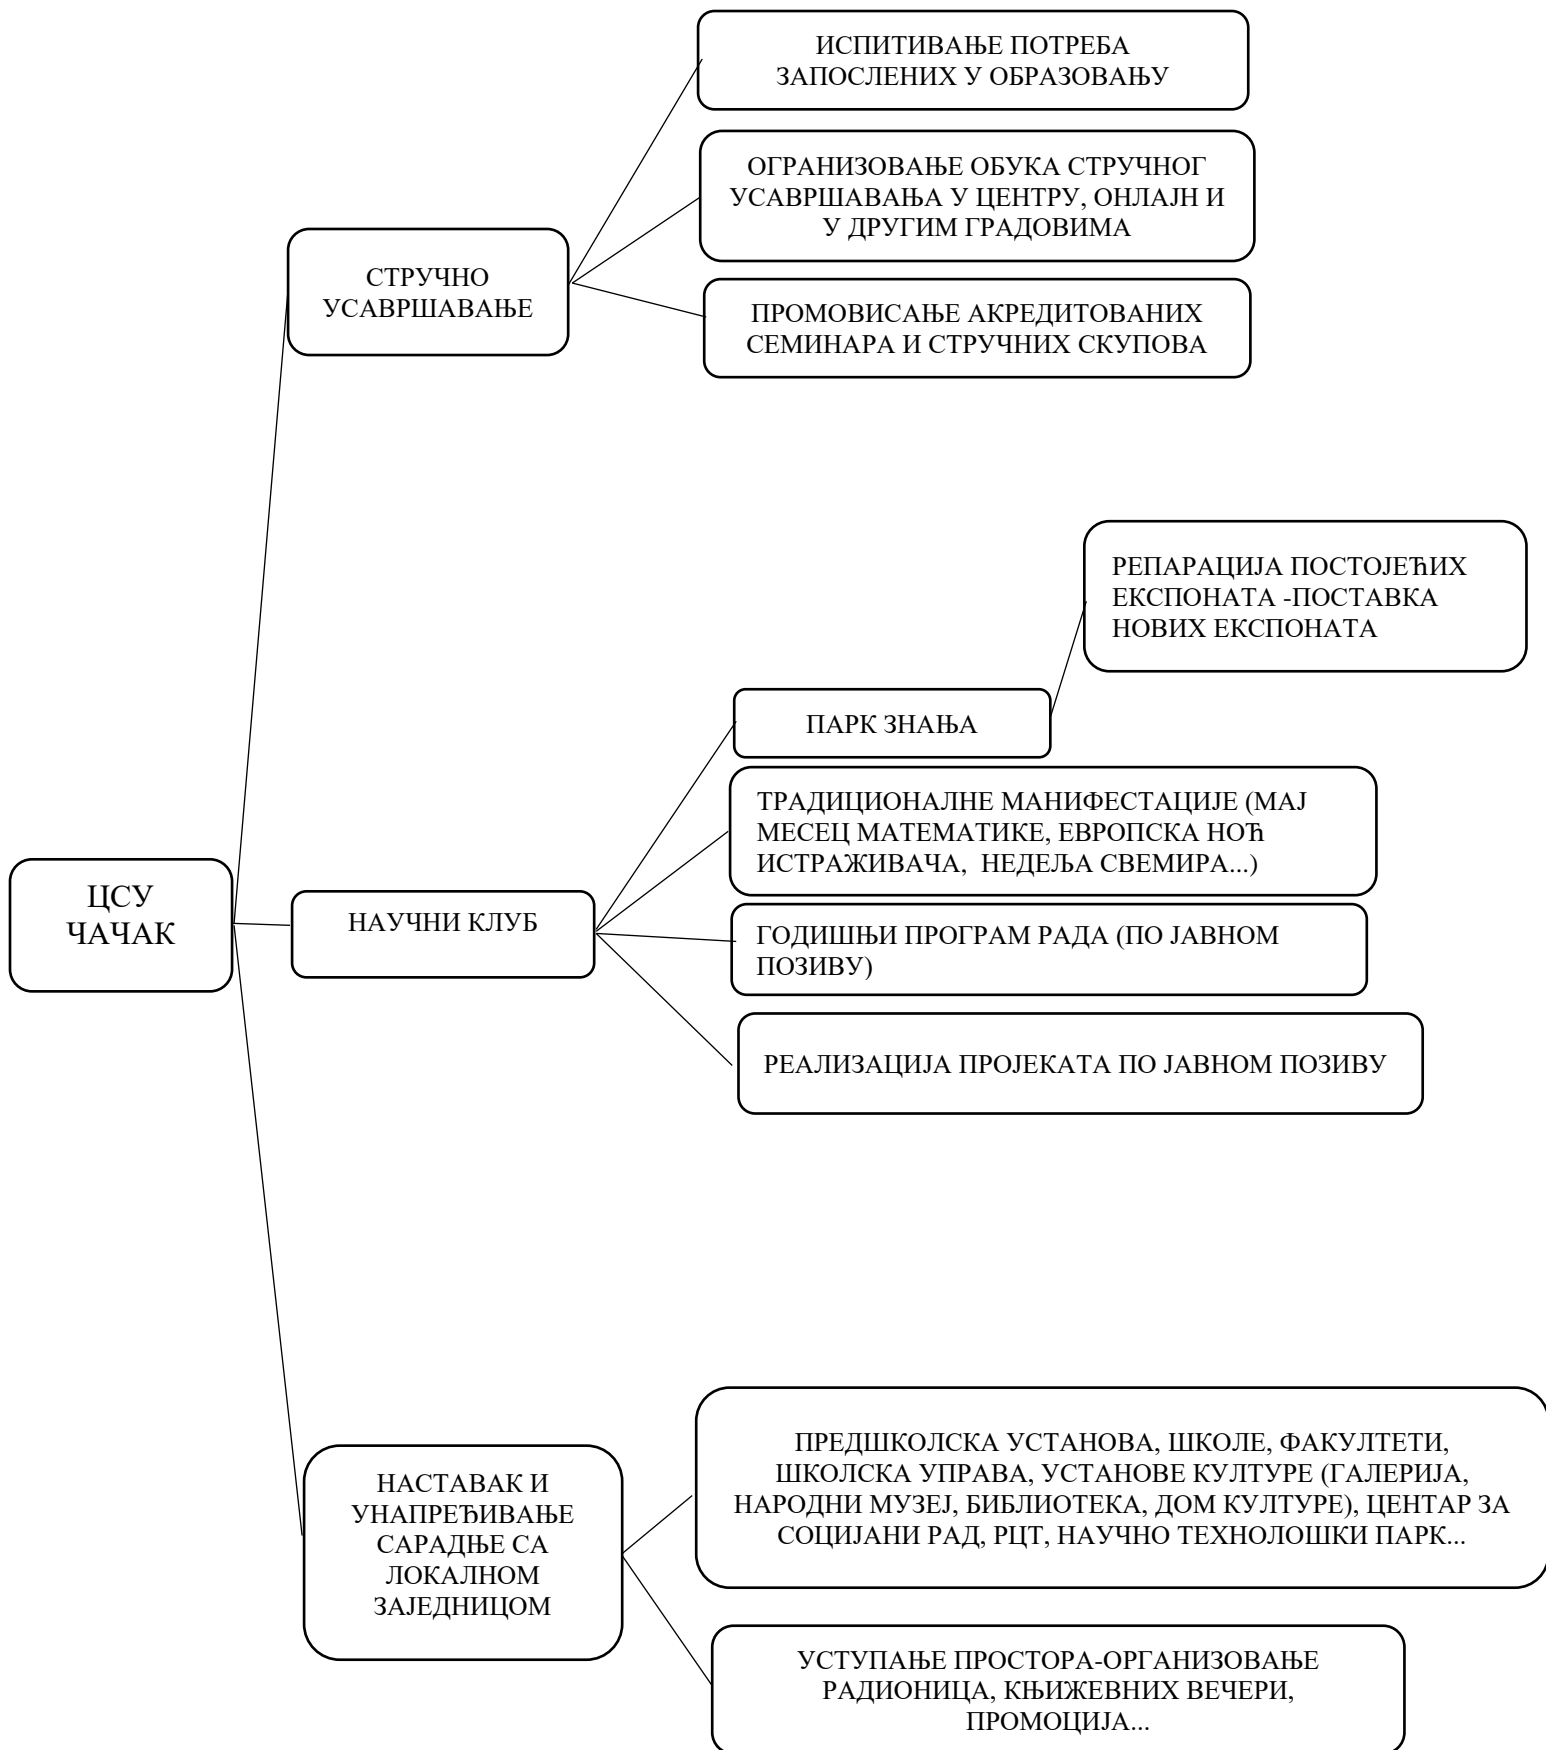 ИСПИТИВАЊЕ ПОТРЕБА
ЗАПОСЛЕНИХ У ОБРАЗОВАЊУ
ОГРАНИЗОВАЊЕ ОБУКА СТРУЧНОГ
УСАВРШАВАЊА У ЦЕНТРУ, ОНЛАЈН И
У ДРУГИМ ГРАДОВИМА
СТРУЧНО
УСАВРШАВАЊЕ
ПРОМОВИСАЊЕ АКРЕДИТОВАНИХ
СЕМИНАРА И СТРУЧНИХ СКУПОВА
РЕПАРАЦИЈА ПОСТОЈЕЋИХ
ЕКСПОНАТА -ПОСТАВКА
НОВИХ ЕКСПОНАТА
ПАРК ЗНАЊА
ТРАДИЦИОНАЛНЕ МАНИФЕСТАЦИЈЕ (МАЈ
МЕСЕЦ МАТЕМАТИКЕ, ЕВРОПСКА НОЋ
ИСТРАЖИВАЧА,  НЕДЕЉА СВЕМИРА...)
ЦСУ
ЧАЧАК
НАУЧНИ КЛУБ
ГОДИШЊИ ПРОГРАМ РАДА (ПО ЈАВНОМ
ПОЗИВУ)
РЕАЛИЗАЦИЈА ПРОЈЕКАТА ПО ЈАВНОМ ПОЗИВУ
ПРЕДШКОЛСКА УСТАНОВА, ШКОЛЕ, ФАКУЛТЕТИ,
ШКОЛСКА УПРАВА, УСТАНОВЕ КУЛТУРЕ (ГАЛЕРИЈА,
НАРОДНИ МУЗЕЈ, БИБЛИОТЕКА, ДОМ КУЛТУРЕ), ЦЕНТАР ЗА
СОЦИЈАНИ РАД, РЦТ, НАУЧНО ТЕХНОЛОШКИ ПАРК...
НАСТАВАК И
УНАПРЕЂИВАЊЕ
САРАДЊЕ СА
ЛОКАЛНОМ
ЗАЈЕДНИЦОМ
УСТУПАЊЕ ПРОСТОРА-ОРГАНИЗОВАЊЕ
РАДИОНИЦА, КЊИЖЕВНИХ ВЕЧЕРИ,
ПРОМОЦИЈА...